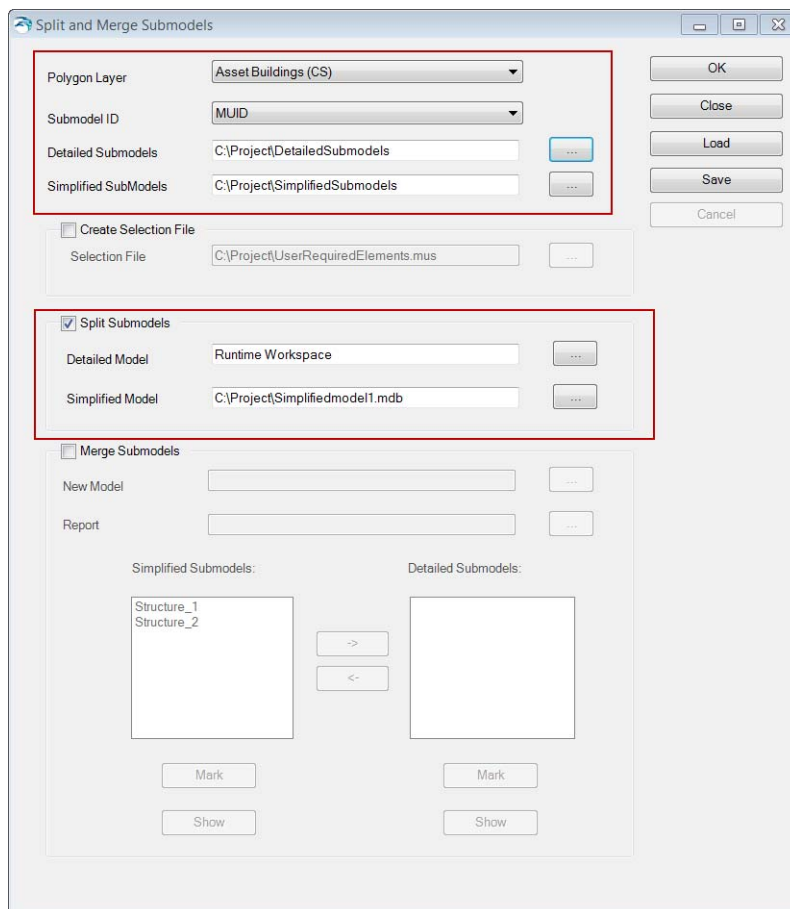 Split and Merge Submodels
Polygon Layer Asset Buildings (CS) OK
Submodel ID MUID Close
Detailed Submodels C:\Project\DetailedSubmodels ... Load
Simplified SubModels C:\Project\SimplifiedSubmodels ... Save
Cancel
Create Selection File
Selection File C:\Project\UserRequiredElements.mus ...
Split Submodels
Detailed Model Runtime Workspace ...
Simplified Model C:\Project\Simplifiedmodel1.mdb ...
Merge Submodels
New Model ...
Report ...
Simplified Submodels: Detailed Submodels:
Structure_1
Structure_2
->
<-
Mark Mark
Show Show